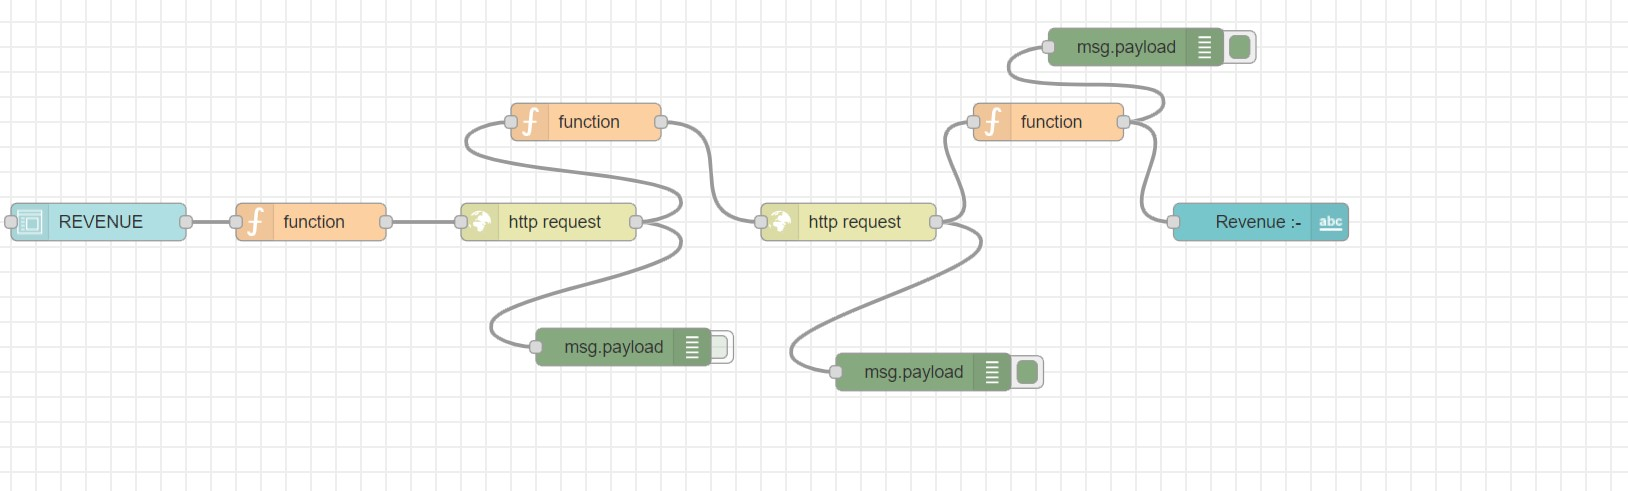 msg.payload
function
function
REVENUE
function
http request
http request
Revenue :-
abc
msg.payload
msg.payload